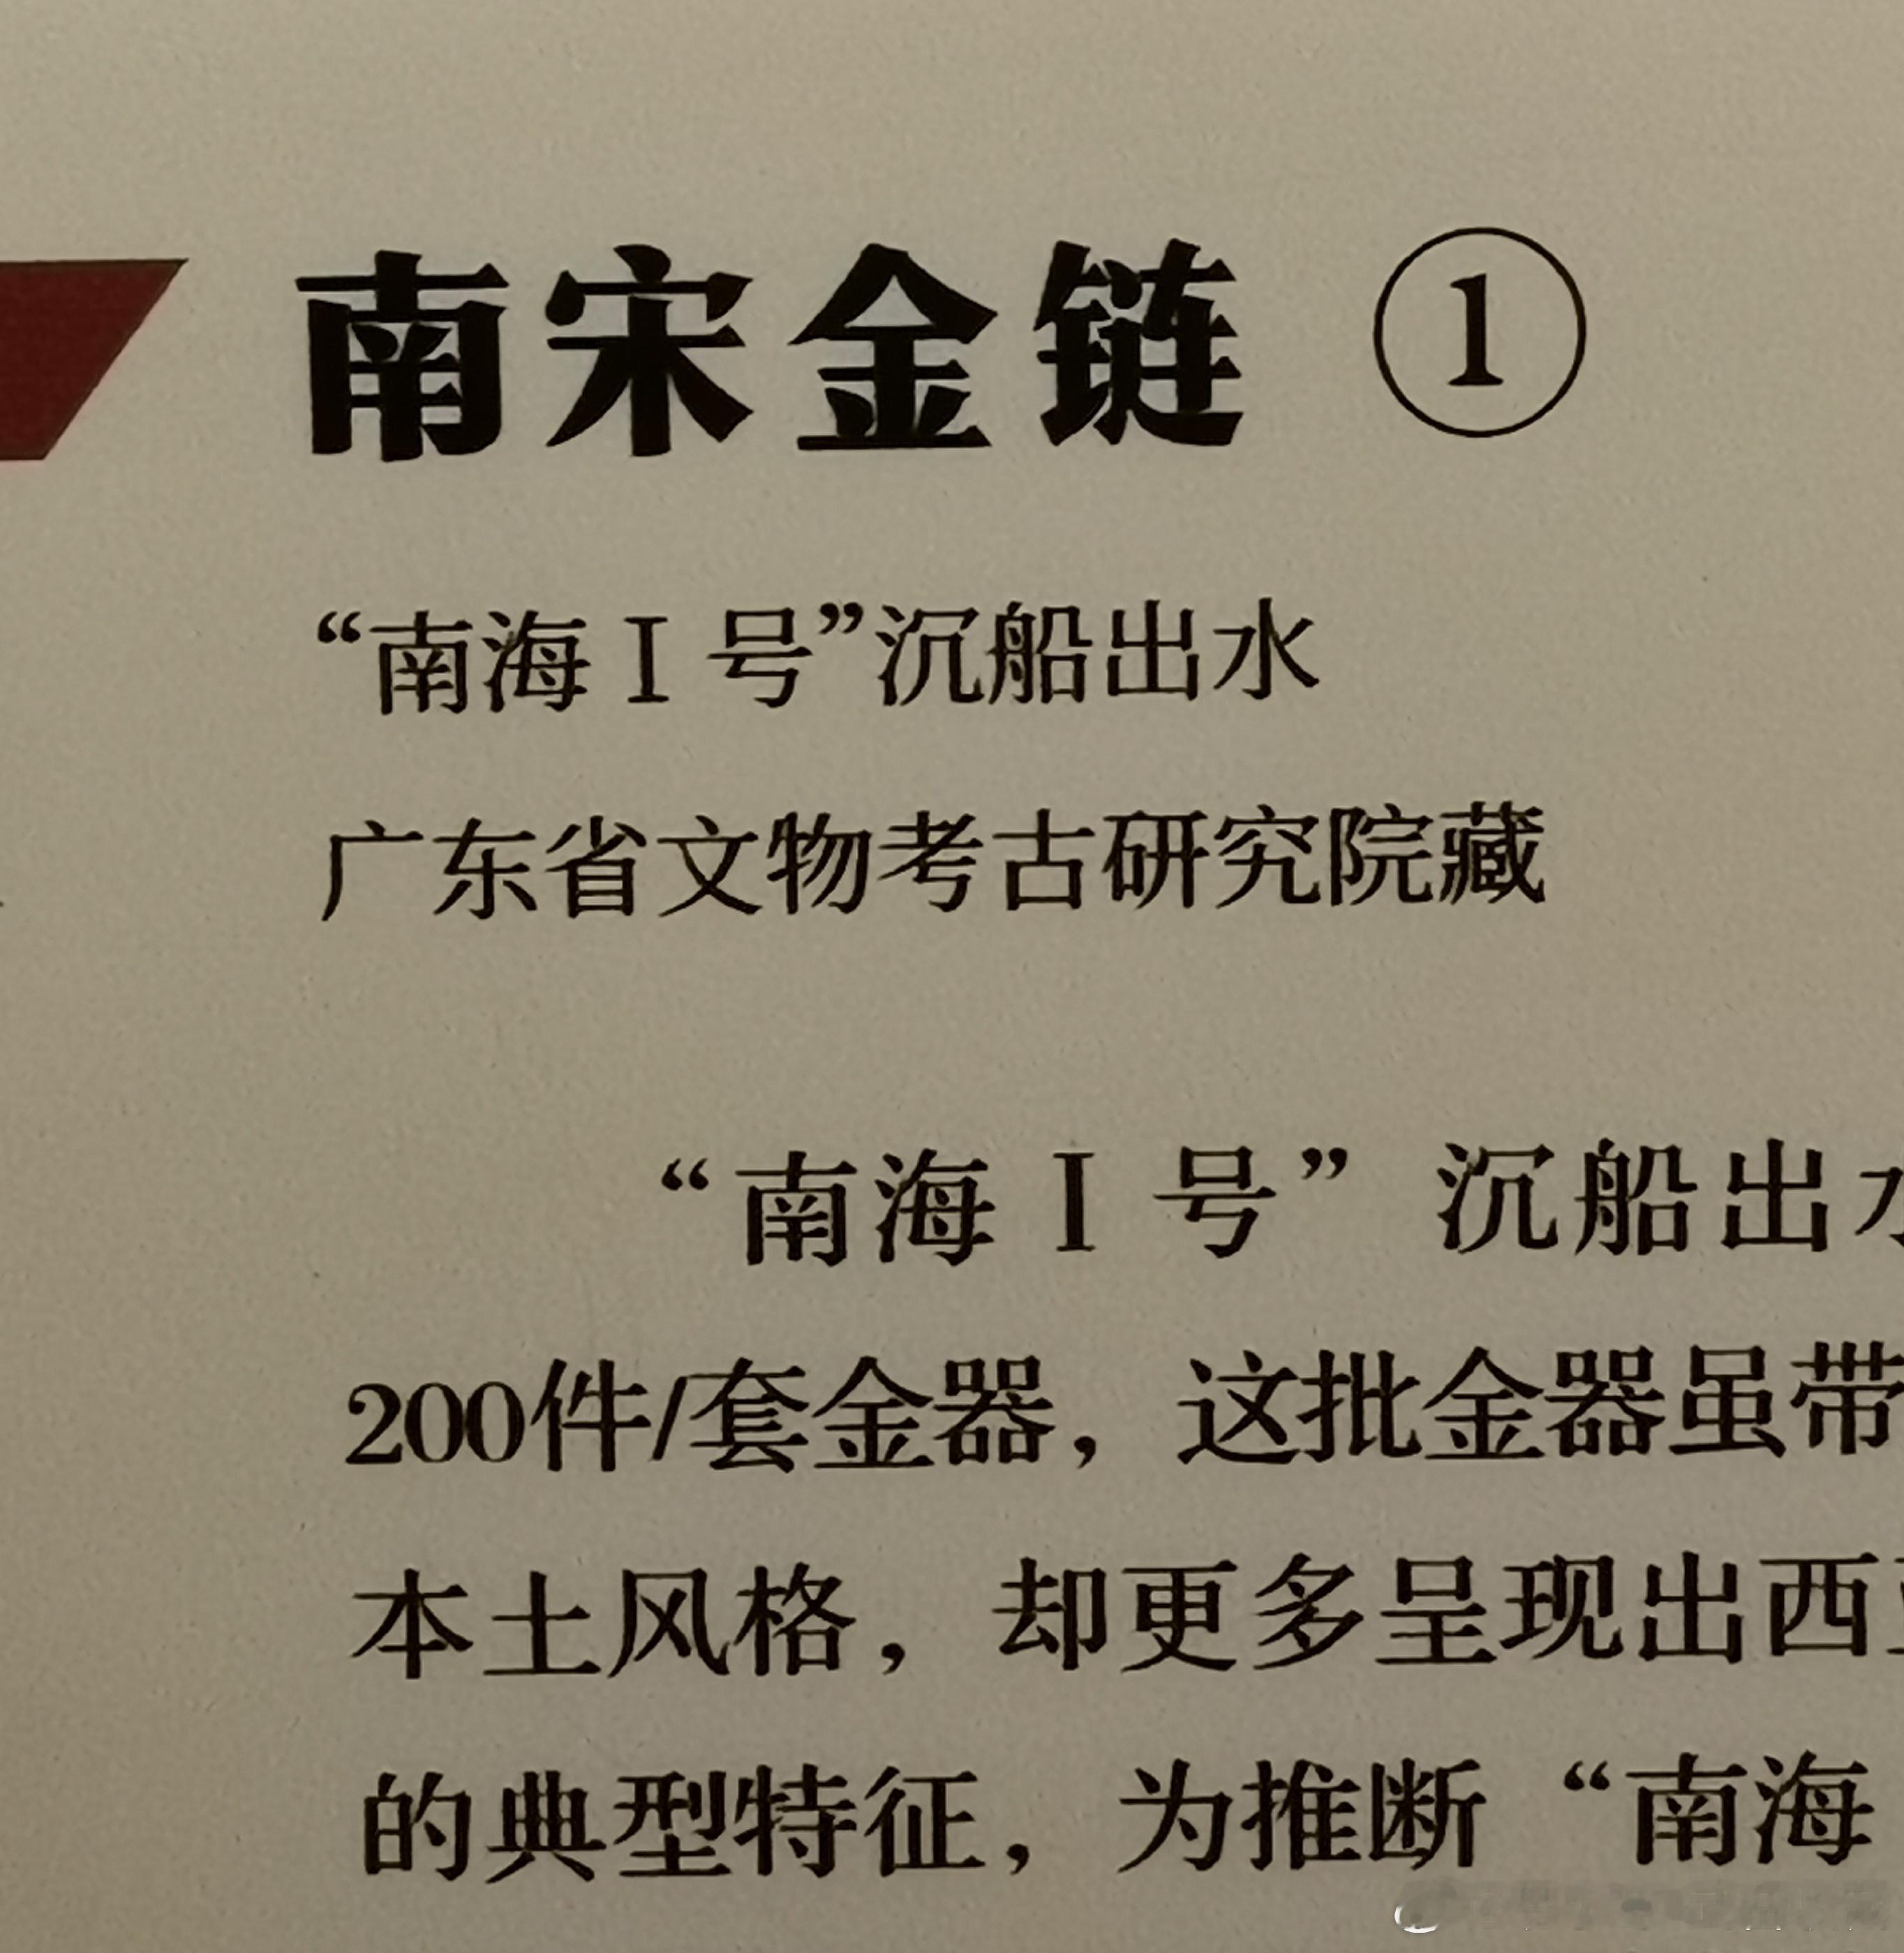 南宋金链 ①
“南海Ⅰ号”沉船出水
广东省文物考古研究院藏
“南海Ⅰ号”沉船出
200件/套金器，这批金器虽带
本土风格，却更多呈现出西
的典型特征，为推断“南海